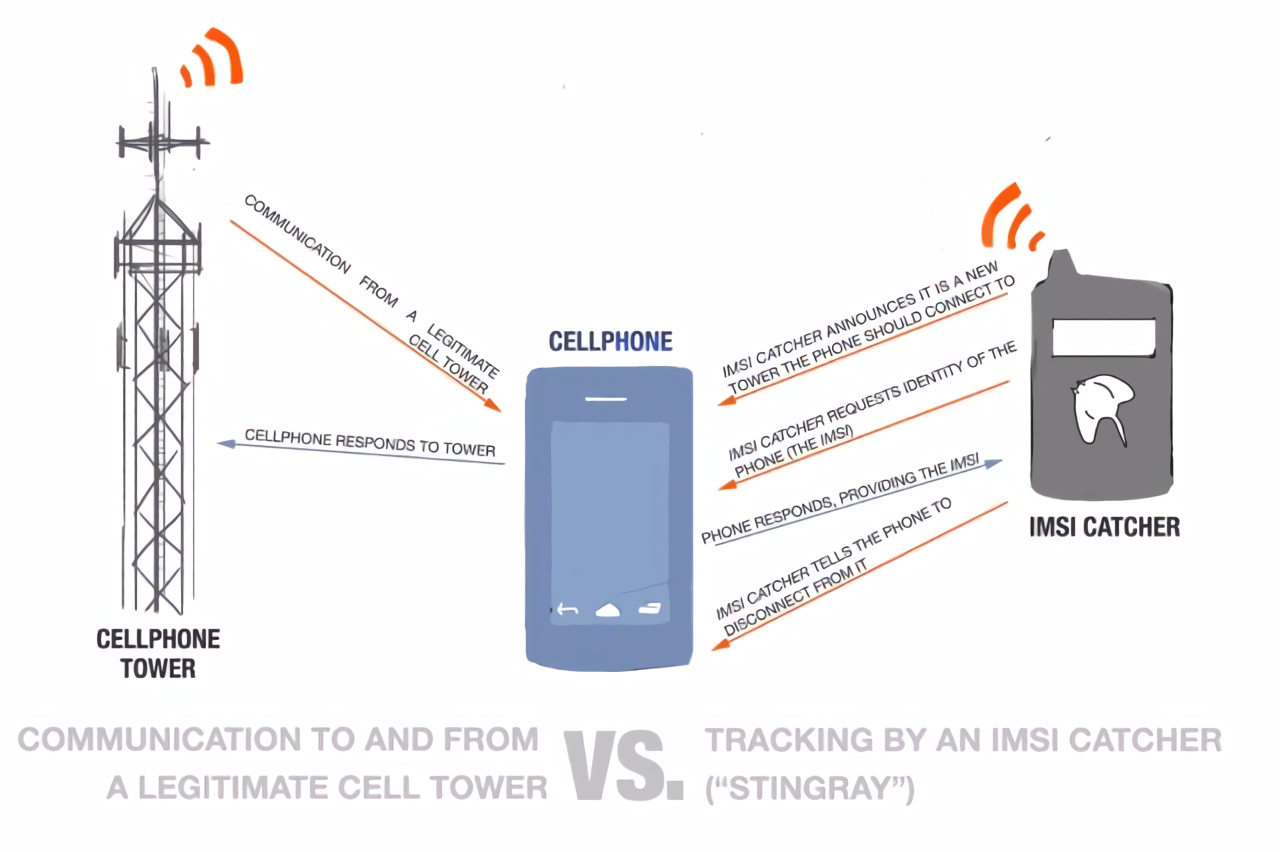 COMMUNICATION FROM A LEGITIMATE
CELL TOWER
CELLPHONE RESPONDS TO TOWER
CELLPHONE
TOWER
CELLPHONE
IMSI CATCHER ANNOUNCES IT IS A NEW
TOWER THE PHONE SHOULD CONNECT TO
IMSI CATCHER REQUESTS IDENTITY OF THE
PHONE (THE IMSI)
PHONE RESPONDS, PROVIDING THE IMSI
IMSI CATCHER TELLS THE PHONE TO
DISCONNECT FROM IT
IMSI CATCHER
COMMUNICATION TO AND FROM
A LEGITIMATE CELL TOWER
VS.
TRACKING BY AN IMSI CATCHER
(“STINGRAY”)